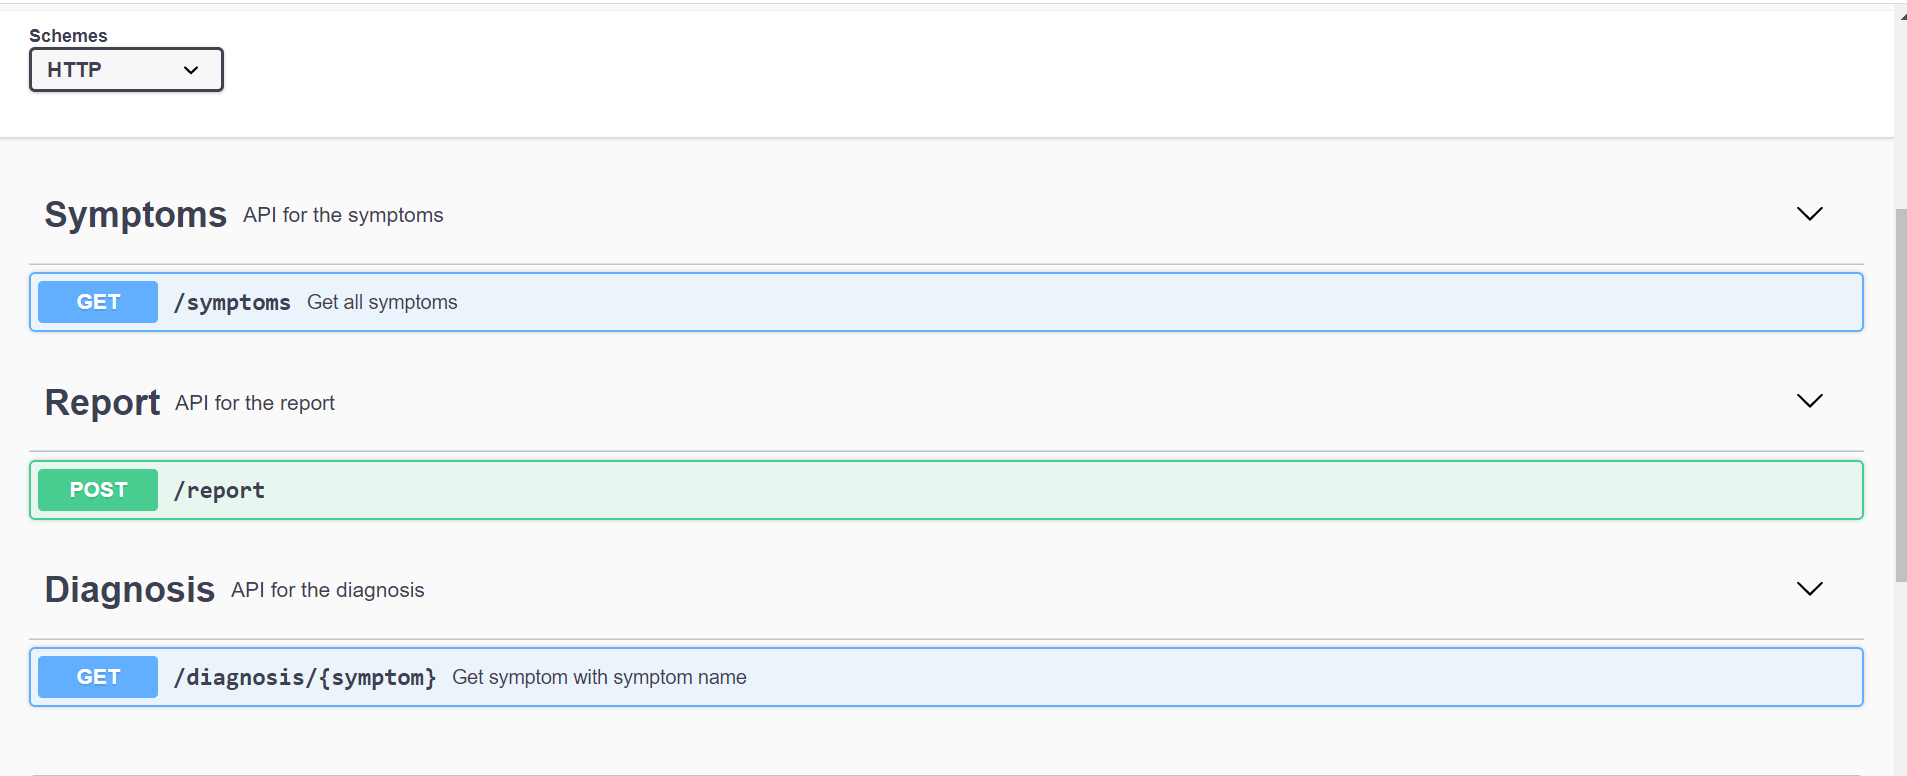 Schemes
HTTP
Symptoms API for the symptoms
GET /symptoms Get all symptoms
Report API for the report
POST /report
Diagnosis API for the diagnosis
GET /diagnosis/{symptom} Get symptom with symptom name